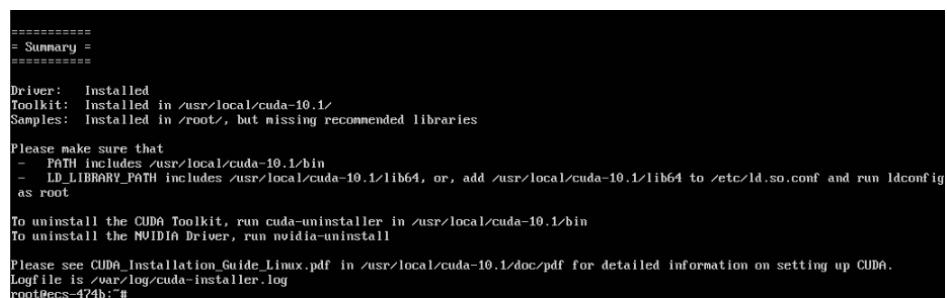 ===========
= Summary =
===========
Driver:   Installed
Toolkit:  Installed in /usr/local/cuda-10.1/
Samples:  Installed in /root/, but missing recommended libraries
Please make sure that
 -   PATH includes /usr/local/cuda-10.1/bin
 -   LD_LIBRARY_PATH includes /usr/local/cuda-10.1/lib64, or, add /usr/local/cuda-10.1/lib64 to /etc/ld.so.conf and run ldconfig
 as root
To uninstall the CUDA Toolkit, run cuda-uninstaller in /usr/local/cuda-10.1/bin
To uninstall the NVIDIA Driver, run nvidia-uninstall
Please see CUDA_Installation_Guide_Linux.pdf in /usr/local/cuda-10.1/doc/pdf for detailed information on setting up CUDA.
Logfile is /var/log/cuda-installer.log
root@ecs-474b:~#